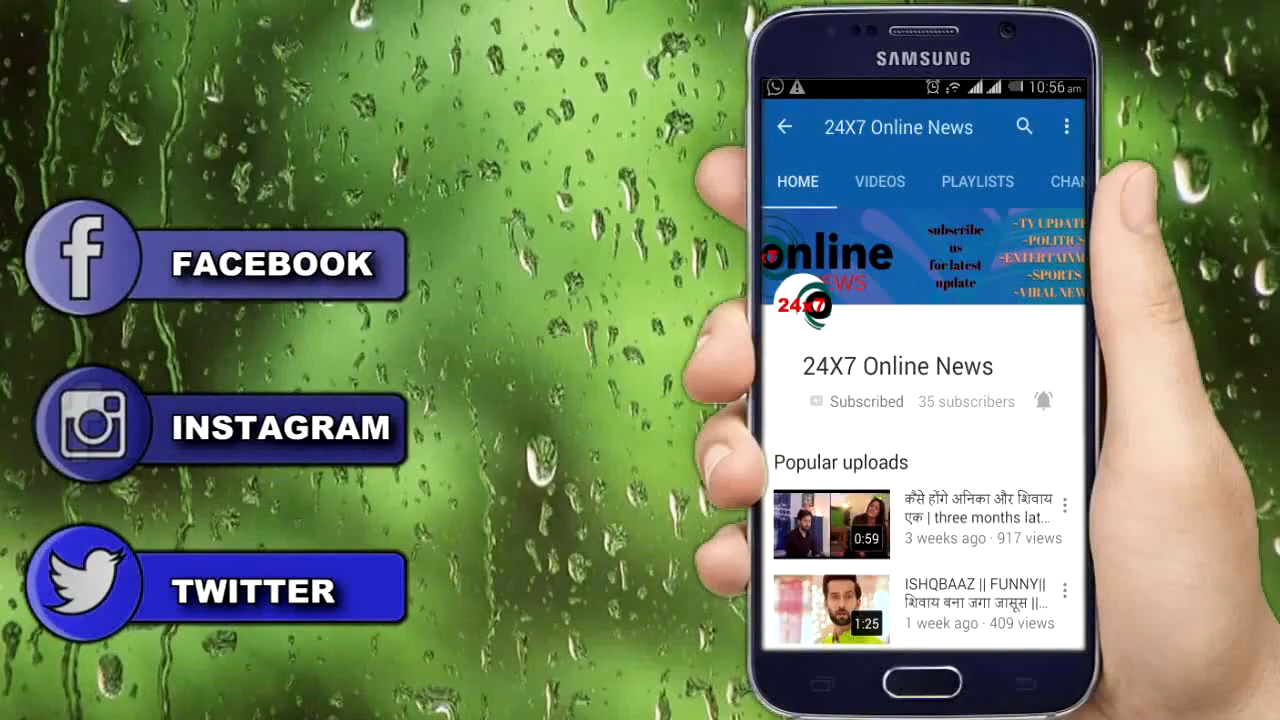 FACEBOOK
INSTAGRAM
TWITTER
SAMSUNG
10:56 am
24X7 Online News
HOME VIDEOS PLAYLISTS CHAN
online
NEWS
24x7
subscribe
us
for latest
update
~TV UPDATE
~POLITICS
~ENTERTAINM
~SPORTS
~VIRAL NEW
24X7 Online News
Subscribed 35 subscribers
Popular uploads
0:59
कैसे होंगे अनिका और शिवाय
एक | three months lat...
3 weeks ago · 917 views
1:25
ISHQBAAZ || FUNNY||
शिवाय बना जगा जासूस ||...
1 week ago · 409 views